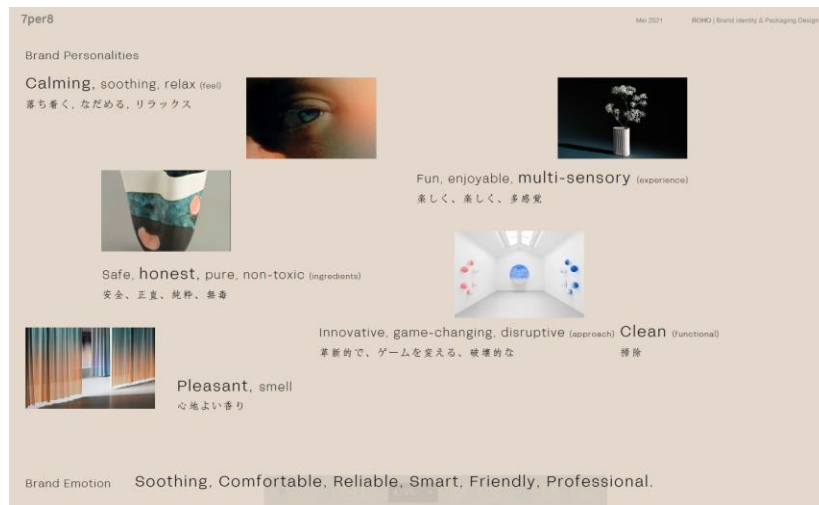 7per8
Mar 2021
ROHO | Brand Identity & Packaging Design
Brand Personalities
Calming, soothing, relax (feel)
落ち着く, なだめる, リラックス
Fun, enjoyable, multi-sensory (experience)
楽しく、楽しく、多感覚
Safe, honest, pure, non-toxic (ingredients)
安全、正直、純粋、無毒
Innovative, game-changing, disruptive (approach) Clean (functional)
革新的で、ゲームを変える、破壊的な 掃除
Pleasant, smell
心地よい香り
Brand Emotion Soothing, Comfortable, Reliable, Smart, Friendly, Professional.